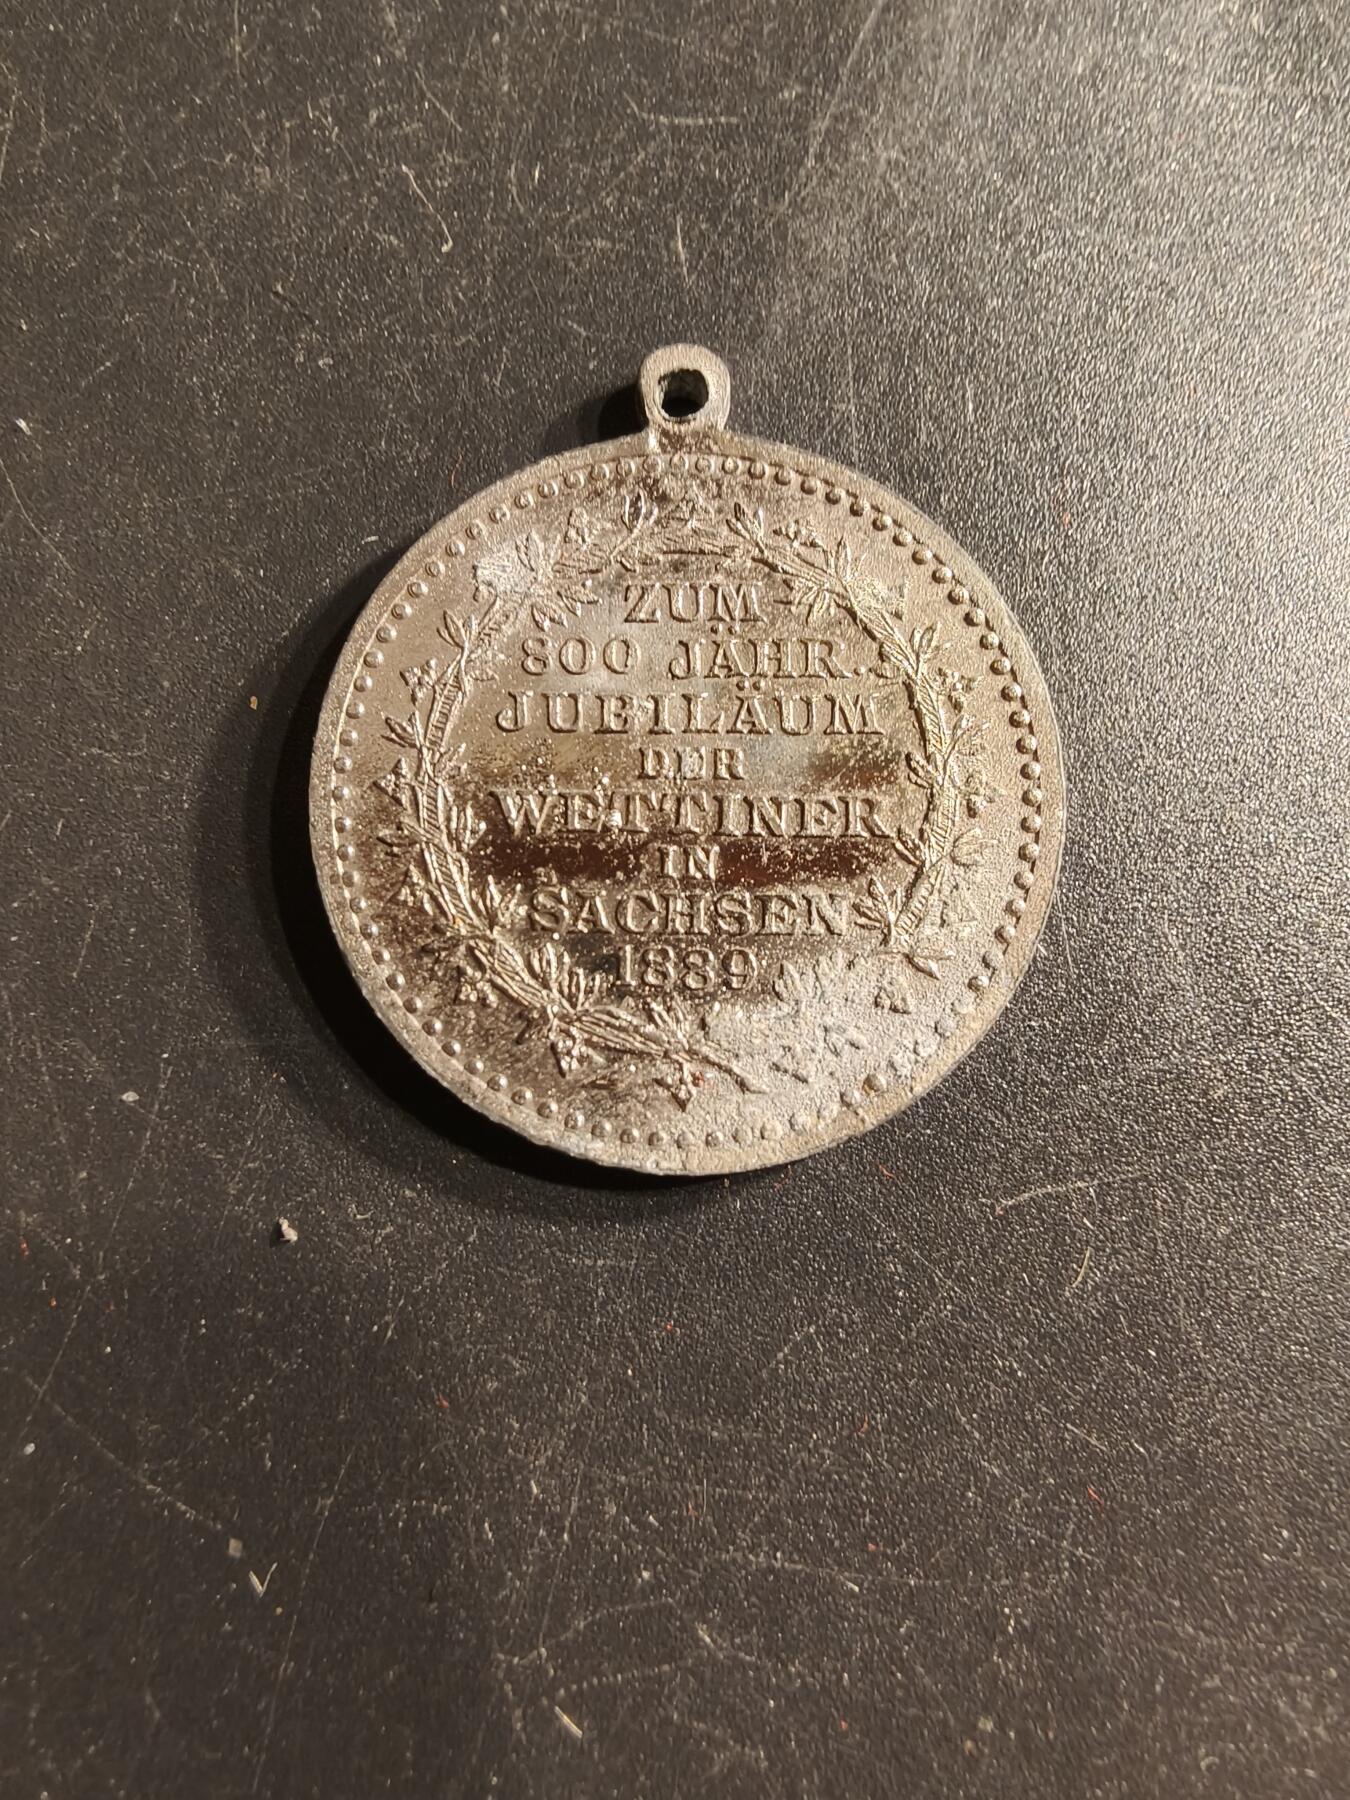 ZUM
800 JÄHR.
JUBILÄUM
DER
WETTINER
IN
SACHSEN
1889